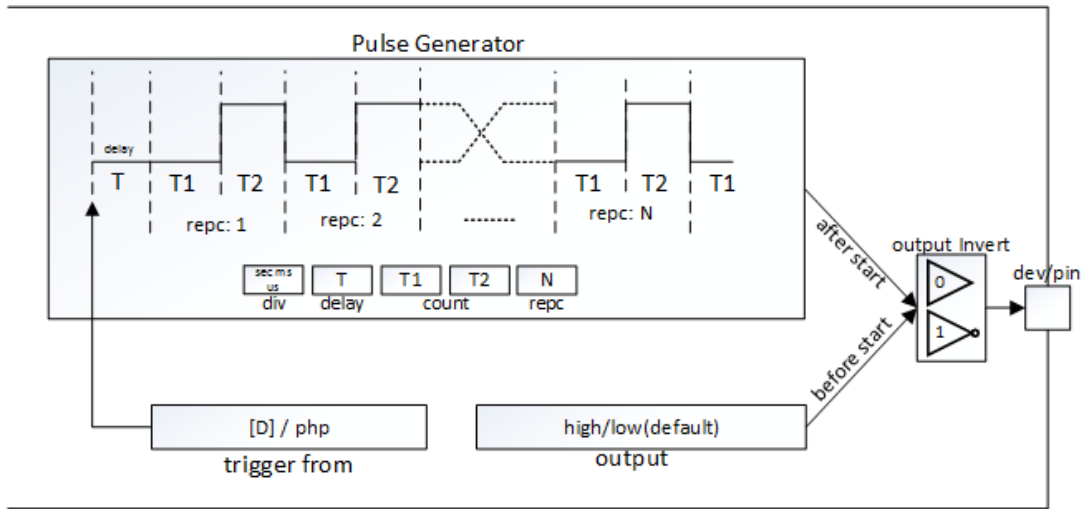 Pulse Generator
delay
T
T1
T2
T1
T2
T1
T2
T1
repc: 1
repc: 2
........
repc: N
sec ms
us
T
T1
T2
N
div
delay
count
repc
after start
before start
output Invert
0
1
dev/pin
[D] / php
trigger from
high/low(default)
output